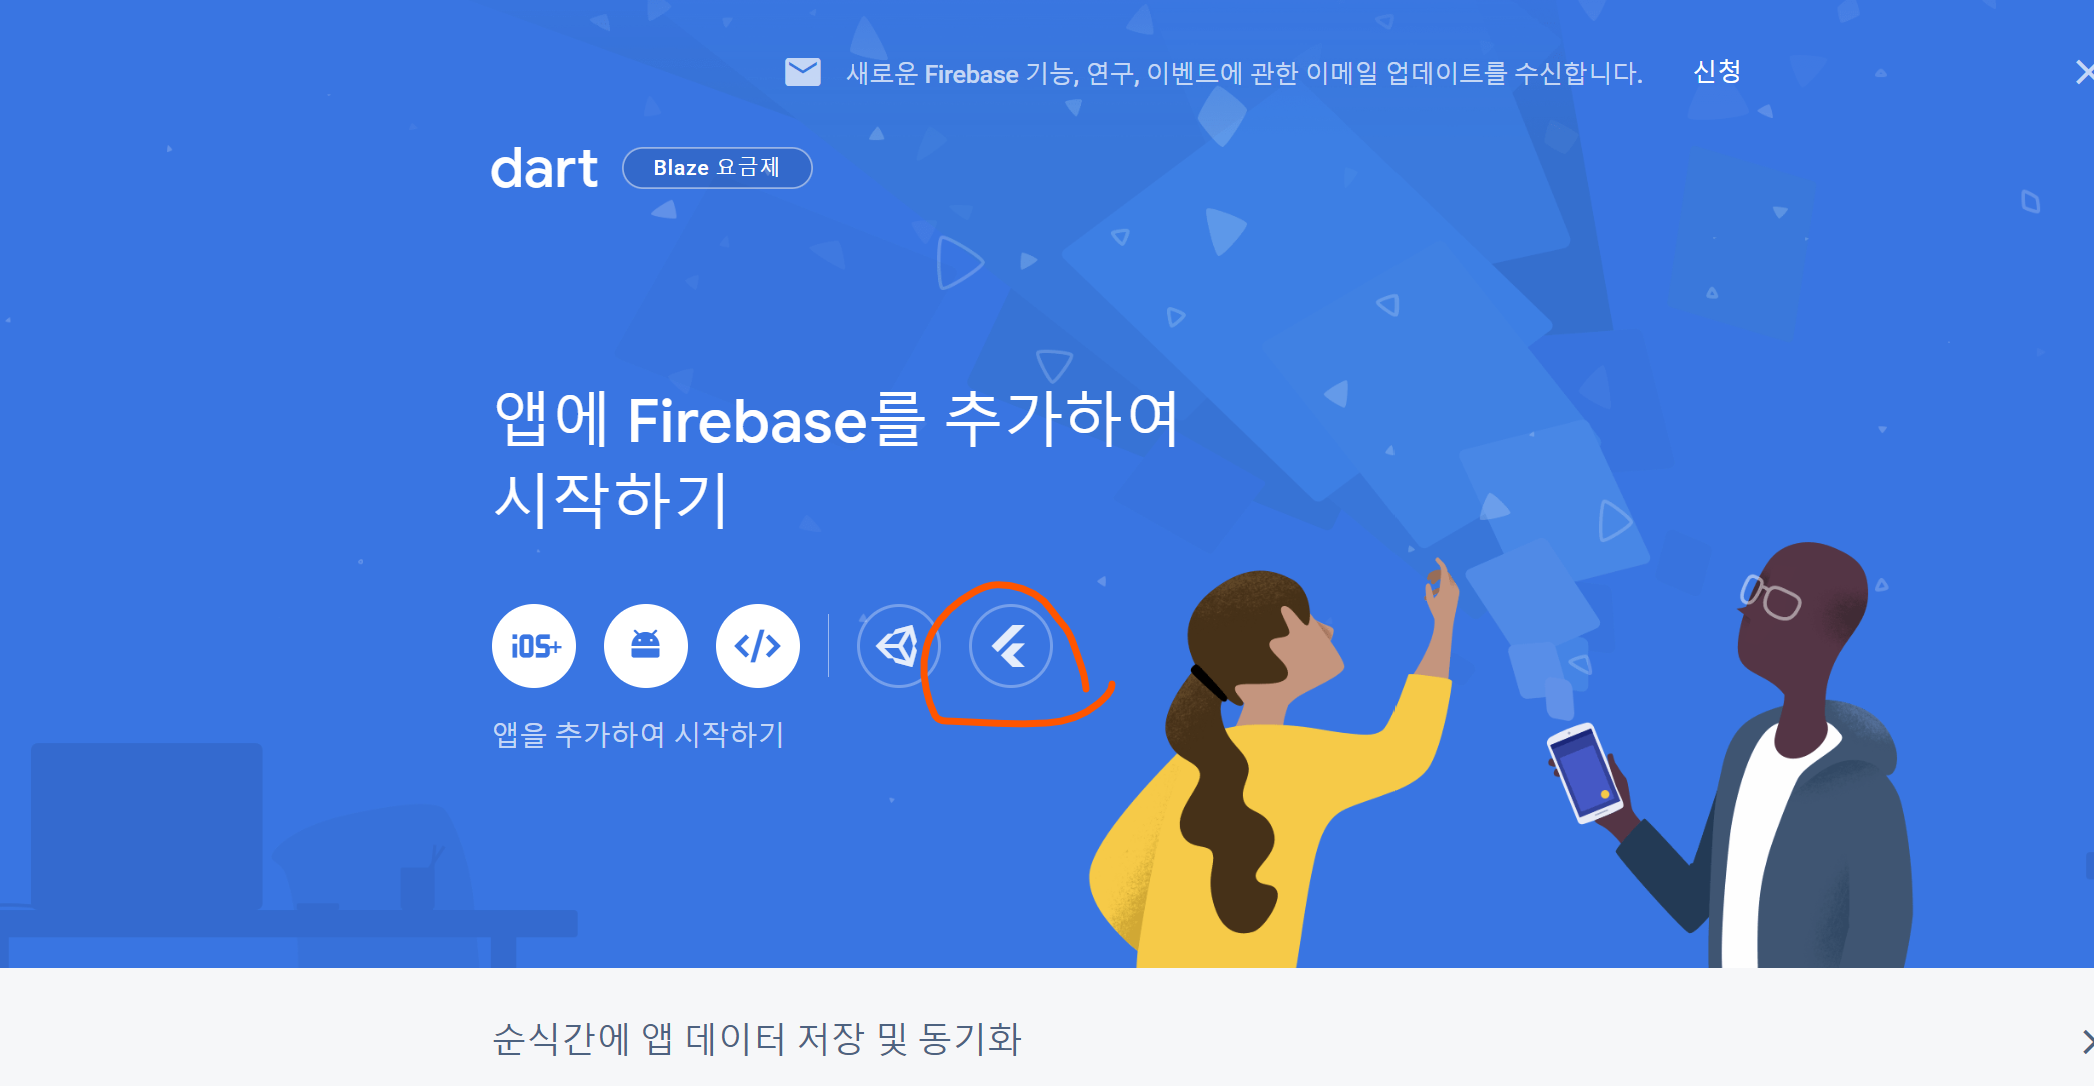 새로운 Firebase 기능, 연구, 이벤트에 관한 이메일 업데이트를 수신합니다. 신청
dart Blaze 요금제
앱에 Firebase를 추가하여
시작하기
iOS+
앱을 추가하여 시작하기
순식간에 앱 데이터 저장 및 동기화